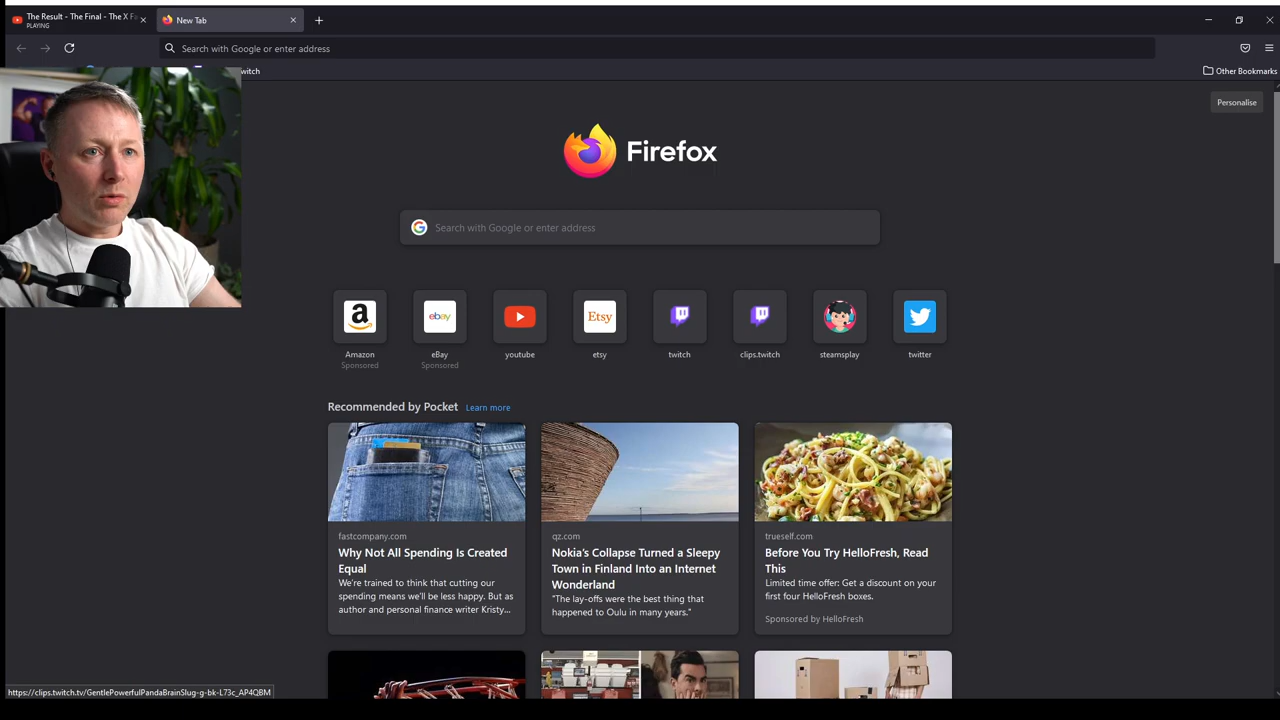 The Result - The Final - The X Fa
PLAYING
New Tab
Search with Google or enter address
witch
Other Bookmarks
Personalise
Firefox
Search with Google or enter address
a
ebay
Etsy
Amazon
Sponsored
eBay
Sponsored
youtube
etsy
twitch
clips.twitch
steamsplay
twitter
Recommended by Pocket Learn more
fastcompany.com
Why Not All Spending Is Created
Equal
We're trained to think that cutting our
spending means we'll be less happy. But as
author and personal finance writer Kristy...
qz.com
Nokia's Collapse Turned a Sleepy
Town in Finland Into an Internet
Wonderland
"The lay-offs were the best thing that
happened to Oulu in many years."
trueself.com
Before You Try HelloFresh, Read
This
Limited time offer: Get a discount on your
first four HelloFresh boxes.
Sponsored by HelloFresh
https://clips.twitch.tv/GentlePowerfulPandaBrainSlug-g-bk-L73c_AP4QBM